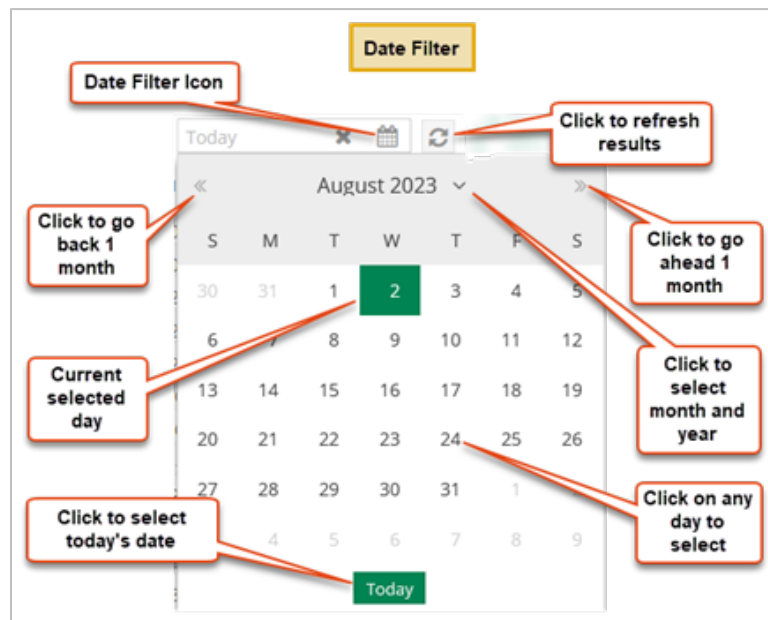 Date Filter
Date Filter Icon
Click to refresh
results
Today
August 2023
Click to go
back 1
month
Click to go
ahead 1
month
S M T W T F S
30 31 1 2 3 4 5
6 7 8 9 10 11 12
Current
selected
day
Click to
select
month and
year
13 14 15 16 17 18 19
20 21 22 23 24 25 26
27 28 29 30 31 1
Click to select
today's date
Click on any
day to
select
4 5 6 7 8 9
Today